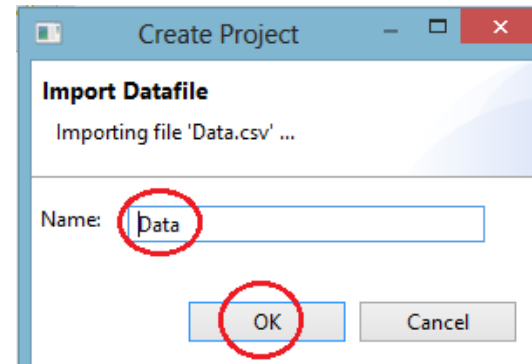 Create Project
Import Datafile
Importing file 'Data.csv' ...
Name: Data
OK Cancel